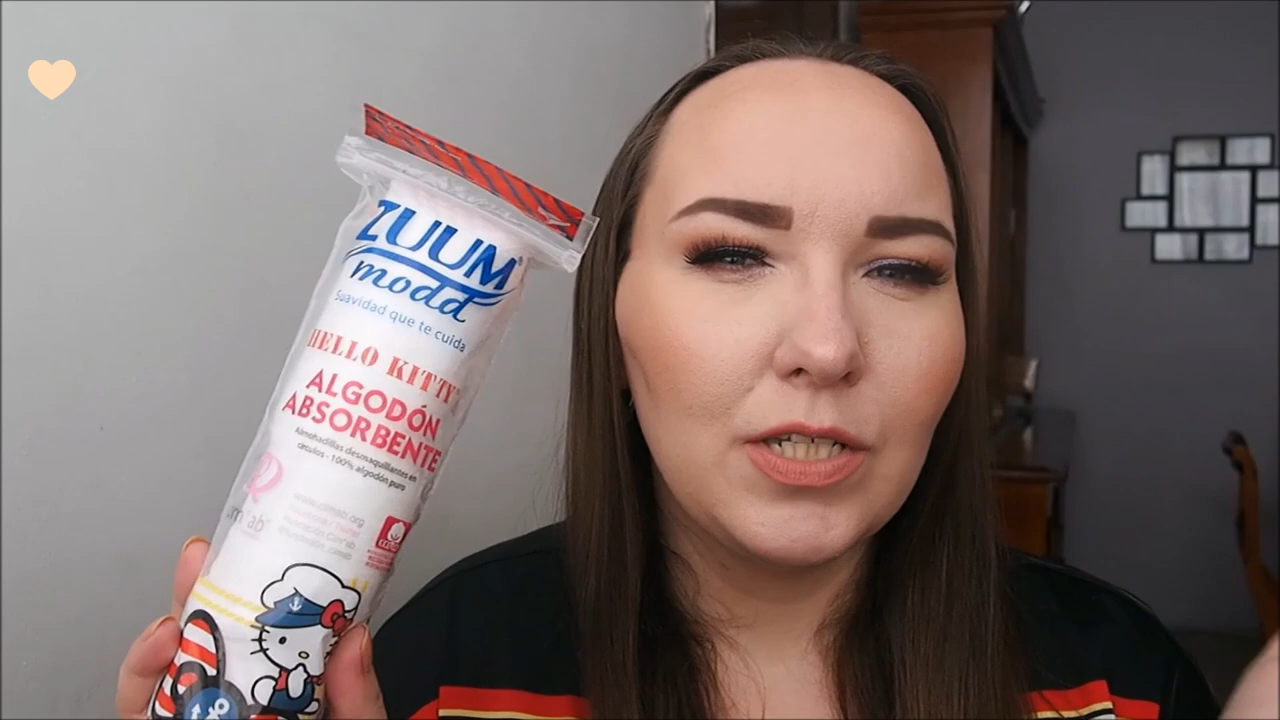 ZUUM®
modd
Suavidad que te cuida
HELLO KITTY
ALGODÓN
ABSORBENTE
Almohadillas desmaquillantes en
círculos - 100% algodón puro